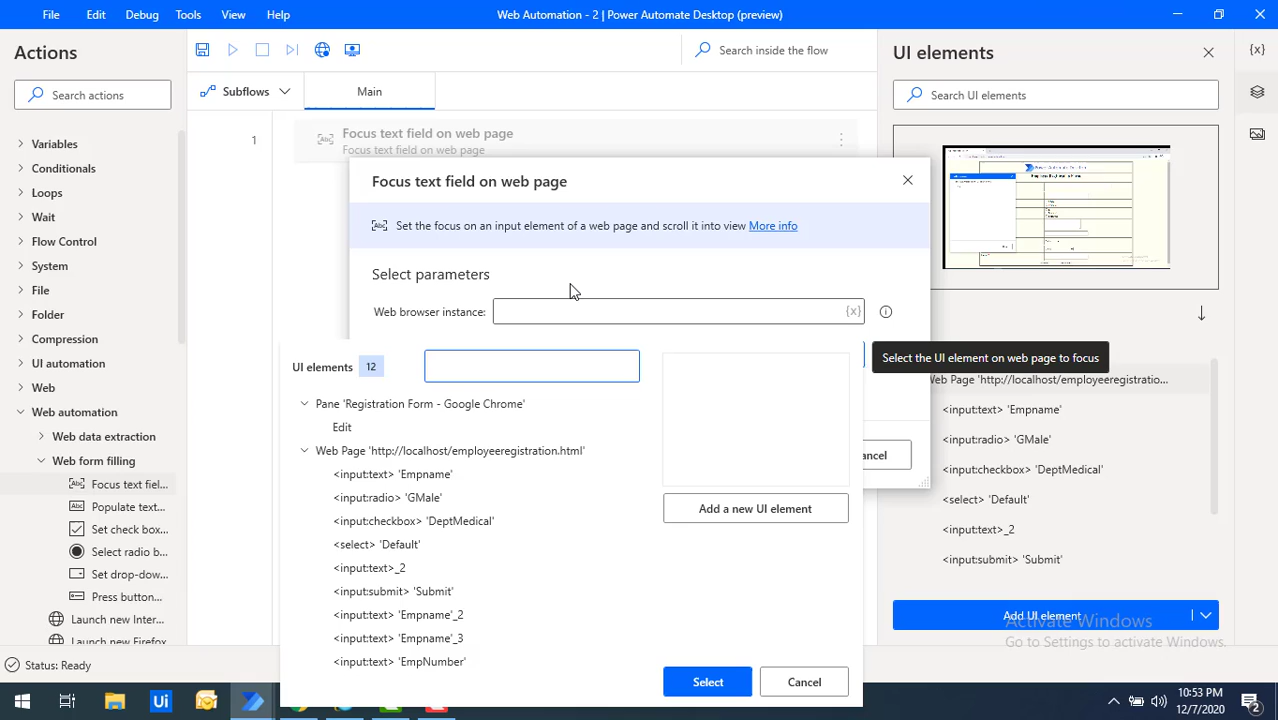 File Edit Debug Tools View Help
Web Automation - 2 | Power Automate Desktop (preview)
Actions
Search actions
Variables
Conditionals
Loops
Wait
Flow Control
System
File
Folder
Compression
UI automation
Web
Web automation
Web data extraction
Web form filling
Focus text fiel...
Populate text...
Set check box...
Select radio b...
Set drop-dow...
Press button...
Launch new Inter...
Launch new Firefox
Status: Ready
Search inside the flow
Subflows
Main
1
Focus text field on web page
Focus text field on web page
Focus text field on web page
Set the focus on an input element of a web page and scroll it into view More info
Select parameters
Web browser instance:
{x}
Select the UI element on web page to focus
ancel
UI elements 12
Pane 'Registration Form - Google Chrome'
Edit
Web Page 'http://localhost/employeeregistration.html'
<input:text> 'Empname'
<input:radio> 'GMale'
<input:checkbox> 'DeptMedical'
<select> 'Default'
<input:text>_2
<input:submit> 'Submit'
<input:text> 'Empname'_2
<input:text> 'Empname'_3
<input:text> 'EmpNumber'
Add a new UI element
Select
Cancel
UI elements
{x}
Search UI elements
Web Page 'http://localhost/employeeregistratio...
<input:text> 'Empname'
<input:radio> 'GMale'
<input:checkbox> 'DeptMedical'
<select> 'Default'
<input:text>_2
<input:submit> 'Submit'
Add UI element
Activate Windows
Go to Settings to activate Windows.
Ui
10:53 PM
12/7/2020
2